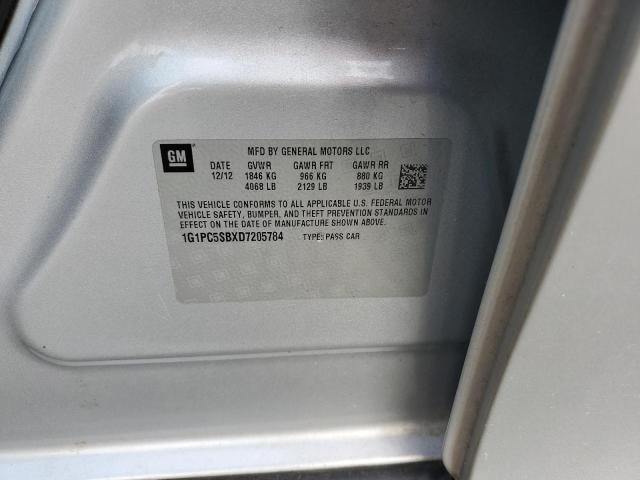 GM
MFD BY GENERAL MOTORS LLC
DATE GVWR GAWR FRT GAWR RR
12/12 1846 KG 966 KG 880 KG
4068 LB 2129 LB 1939 LB
THIS VEHICLE CONFORMS TO ALL APPLICABLE U.S. FEDERAL MOTOR
VEHICLE SAFETY, BUMPER, AND THEFT PREVENTION STANDARDS IN
EFFECT ON THE DATE OF MANUFACTURE SHOWN ABOVE.
1G1PC5SBXD7205784 TYPE: PASS CAR